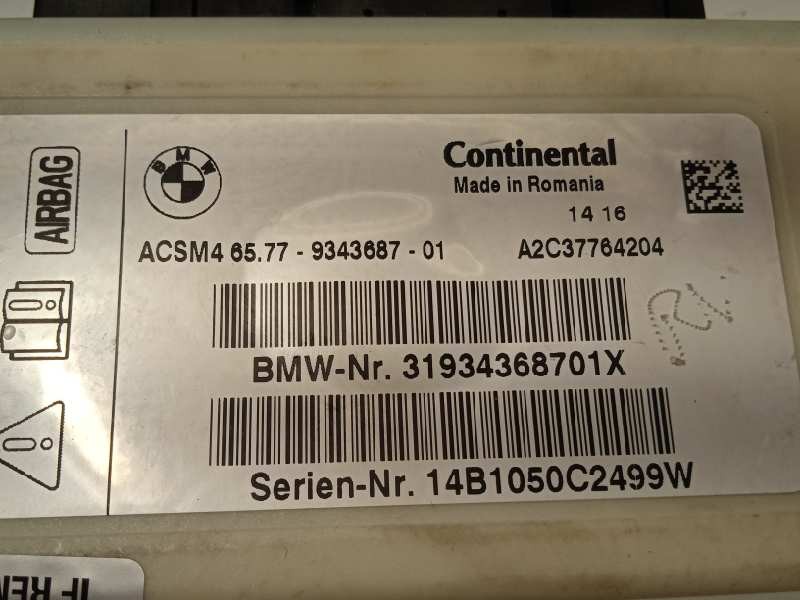 AIRBAG
BMW
Continental
Made in Romania
14 16
ACSM4 65.77 - 9343687 - 01 A2C37764204
BMW-Nr. 31934368701X
Serien-Nr. 14B1050C2499W
IF